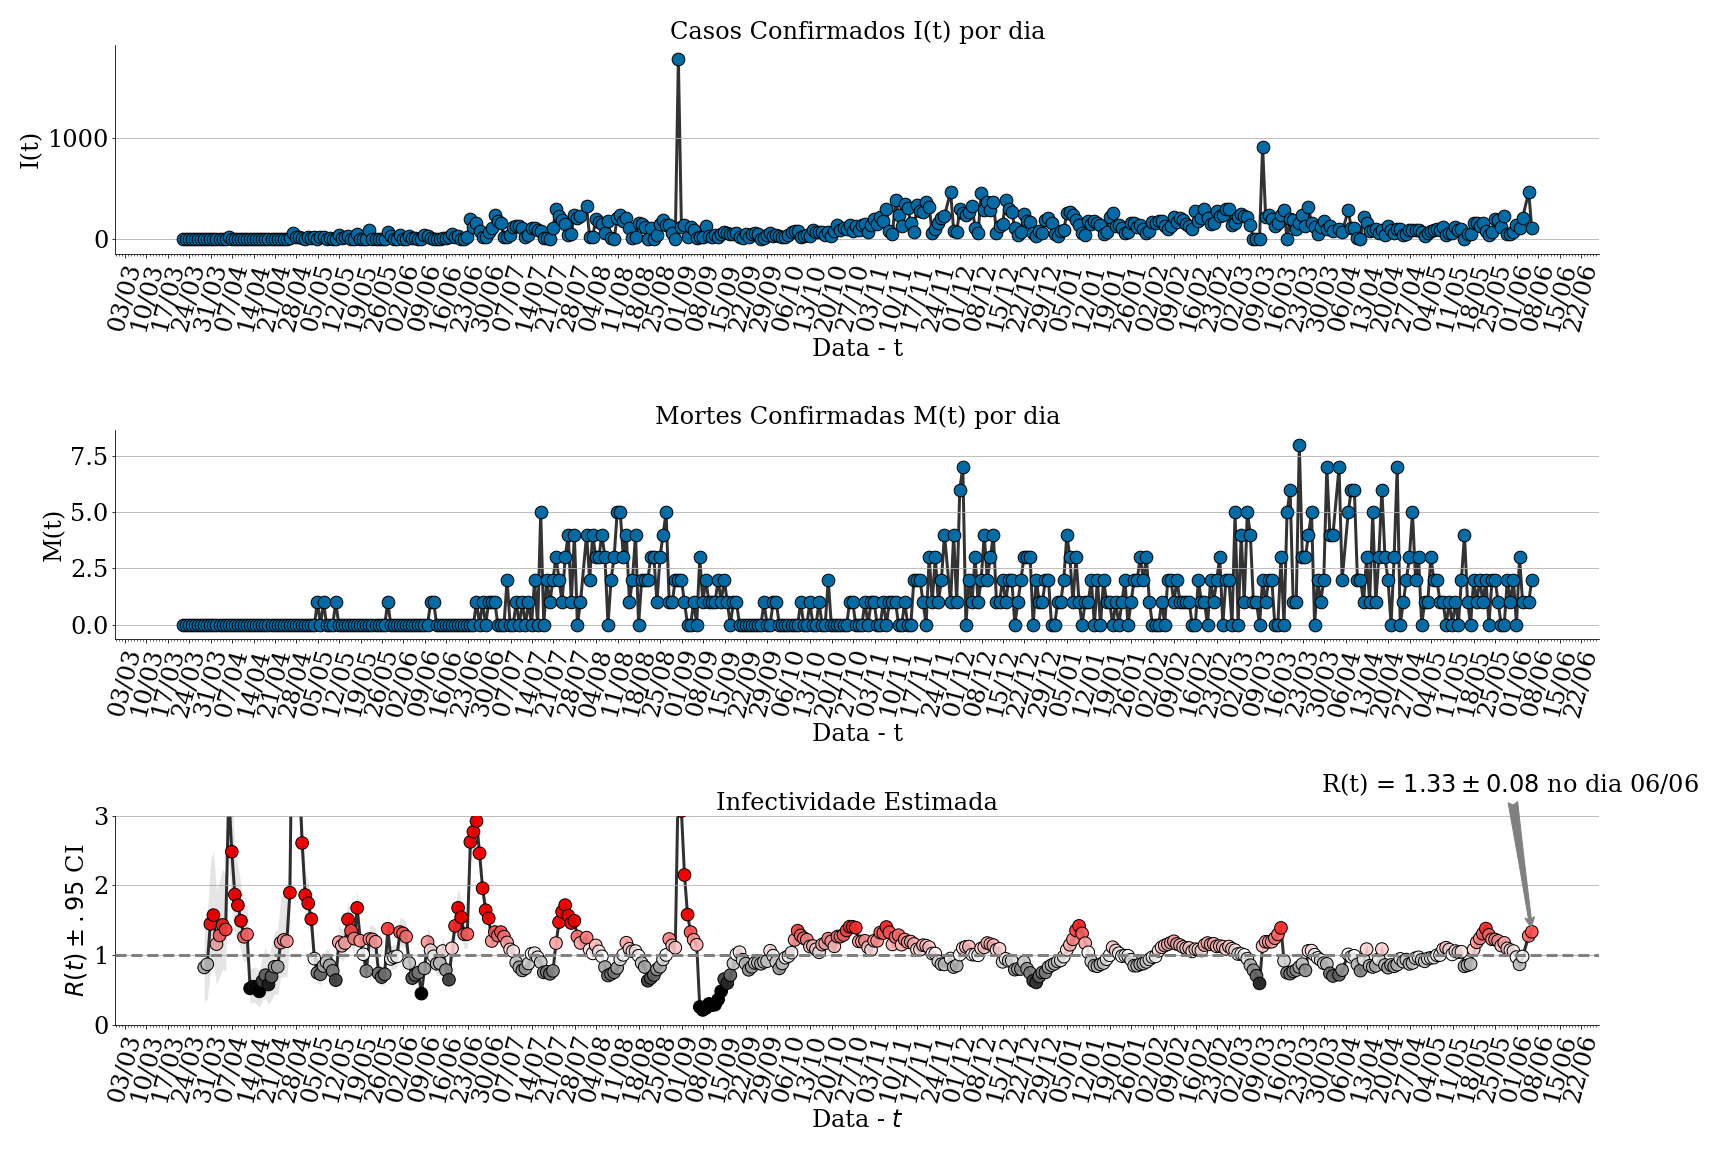 Casos Confirmados I(t) por dia
I(t)
1000
0
03/03 10/03 17/03 24/03 31/03 07/04 14/04 21/04 28/04 05/05 12/05 19/05 26/05 02/06 09/06 16/06 23/06 30/06 07/07 14/07 21/07 28/07 04/08 11/08 18/08 25/08 01/09 08/09 15/09 22/09 29/09 06/10 13/10 20/10 27/10 03/11 10/11 17/11 24/11 01/12 08/12 15/12 22/12 29/12 05/01 12/01 19/01 26/01 02/02 09/02 16/02 23/02 02/03 09/03 16/03 23/03 30/03 06/04 13/04 20/04 27/04 04/05 11/05 18/05 25/05 01/06 08/06 15/06 22/06
Data - t
Mortes Confirmadas M(t) por dia
M(t)
7.5
5.0
2.5
0.0
03/03 10/03 17/03 24/03 31/03 07/04 14/04 21/04 28/04 05/05 12/05 19/05 26/05 02/06 09/06 16/06 23/06 30/06 07/07 14/07 21/07 28/07 04/08 11/08 18/08 25/08 01/09 08/09 15/09 22/09 29/09 06/10 13/10 20/10 27/10 03/11 10/11 17/11 24/11 01/12 08/12 15/12 22/12 29/12 05/01 12/01 19/01 26/01 02/02 09/02 16/02 23/02 02/03 09/03 16/03 23/03 30/03 06/04 13/04 20/04 27/04 04/05 11/05 18/05 25/05 01/06 08/06 15/06 22/06
Data - t
R(t) = 1.33 ± 0.08 no dia 06/06
Infectividade Estimada
R(t) ± .95 CI
3
2
1
0
03/03 10/03 17/03 24/03 31/03 07/04 14/04 21/04 28/04 05/05 12/05 19/05 26/05 02/06 09/06 16/06 23/06 30/06 07/07 14/07 21/07 28/07 04/08 11/08 18/08 25/08 01/09 08/09 15/09 22/09 29/09 06/10 13/10 20/10 27/10 03/11 10/11 17/11 24/11 01/12 08/12 15/12 22/12 29/12 05/01 12/01 19/01 26/01 02/02 09/02 16/02 23/02 02/03 09/03 16/03 23/03 30/03 06/04 13/04 20/04 27/04 04/05 11/05 18/05 25/05 01/06 08/06 15/06 22/06
Data - t